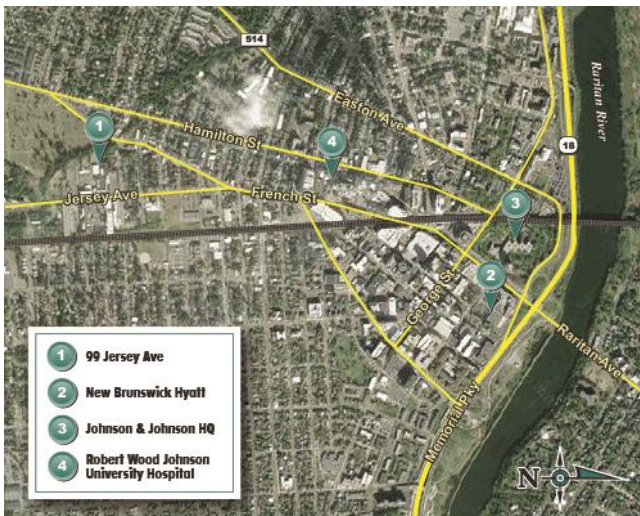 514
Easton Ave
Raritan River
18
1
Hamilton St
4
Jersey Ave
French St
3
George St
2
Raritan Ave
Memorial Pky
1 99 Jersey Ave
2 New Brunswick Hyatt
3 Johnson & Johnson HQ
4 Robert Wood Johnson
University Hospital
N